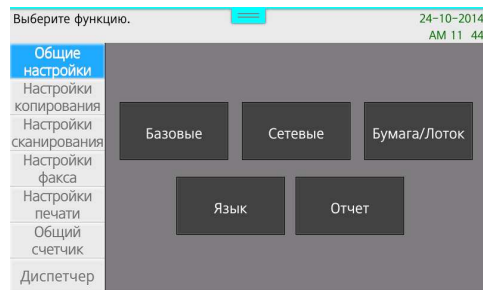 Выберите функцию.
24-10-2014
AM 11 44
Общие
настройки
Настройки
копирования
Настройки
сканирования
Настройки
факса
Настройки
печати
Общий
счетчик
Диспетчер
Базовые
Сетевые
Бумага/Лоток
Язык
Отчет